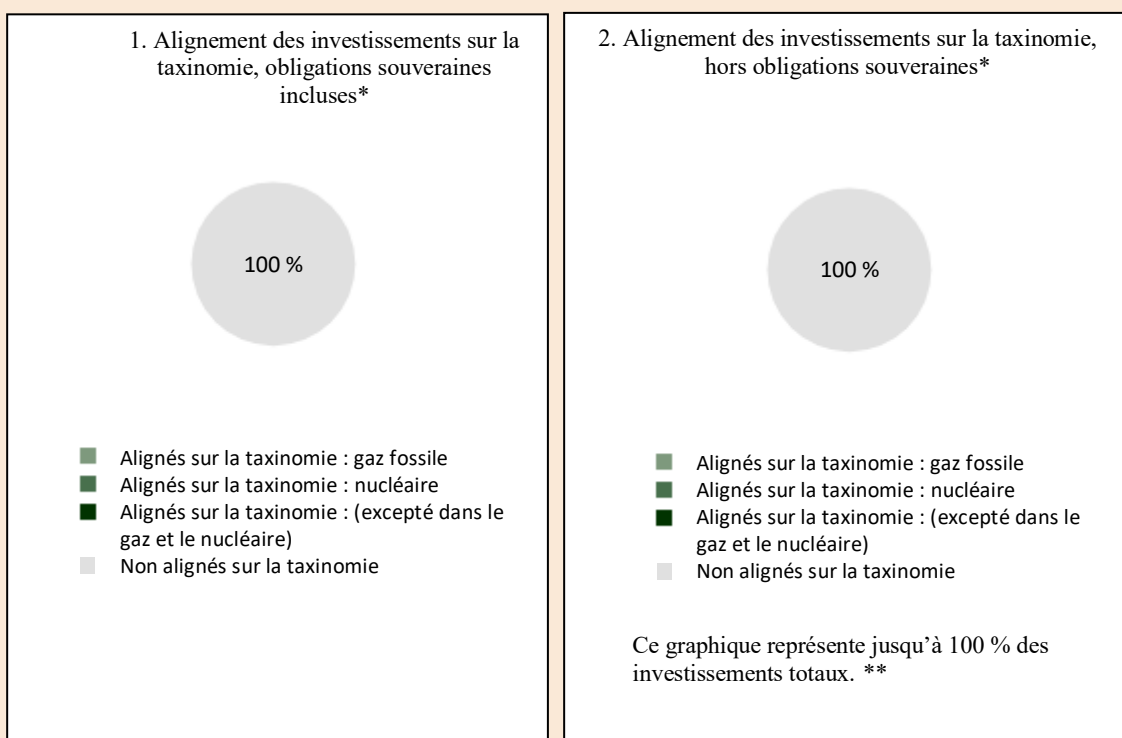 1. Alignement des investissements sur la
taxinomie, obligations souveraines
incluses*
100 %
Alignés sur la taxinomie : gaz fossile
Alignés sur la taxinomie : nucléaire
Alignés sur la taxinomie : (excepté dans le
gaz et le nucléaire)
Non alignés sur la taxinomie
2. Alignement des investissements sur la taxinomie,
hors obligations souveraines*
100 %
Alignés sur la taxinomie : gaz fossile
Alignés sur la taxinomie : nucléaire
Alignés sur la taxinomie : (excepté dans le
gaz et le nucléaire)
Non alignés sur la taxinomie
Ce graphique représente jusqu’à 100 % des
investissements totaux. **